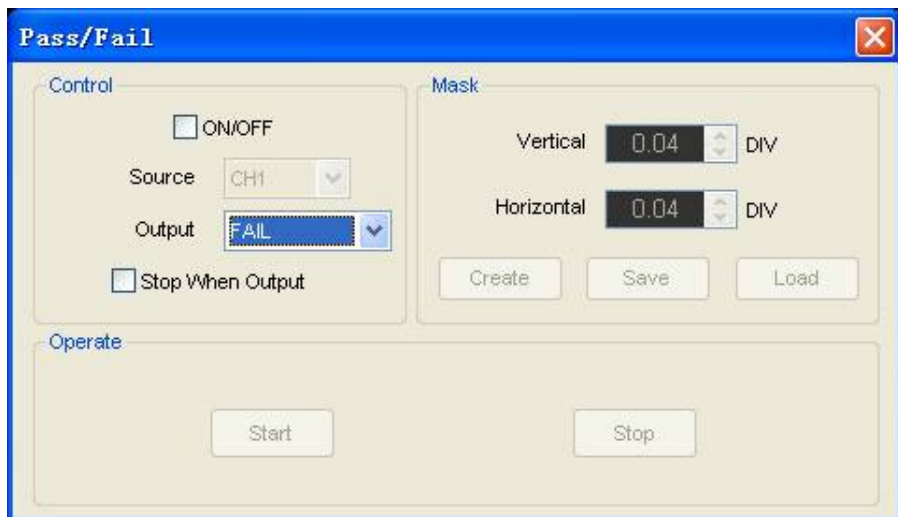 Pass/Fail
Control
ON/OFF
Source CH1
Output FAIL
Stop When Output
Mask
Vertical 0.04 DIV
Horizontal 0.04 DIV
Create Save Load
Operate
Start Stop